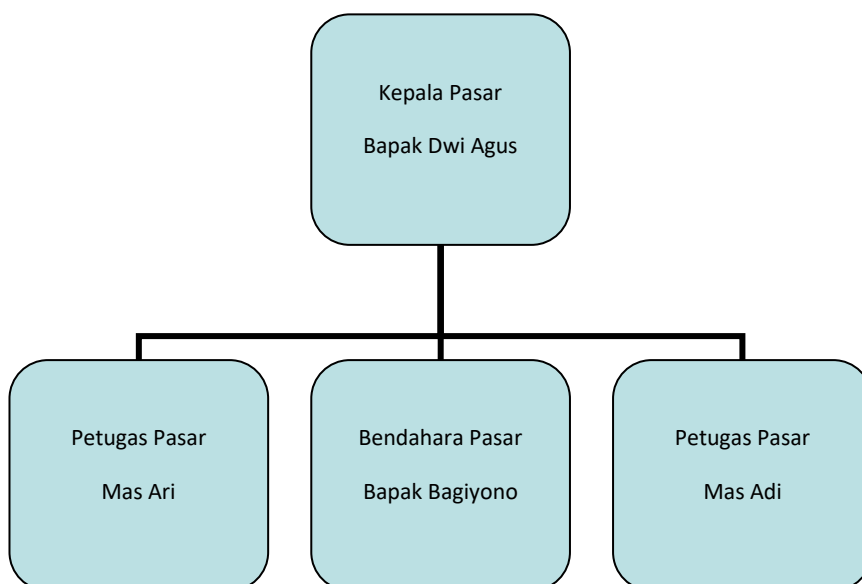 Kepala Pasar
Bapak Dwi Agus
Petugas Pasar
Mas Ari
Bendahara Pasar
Bapak Bagiyono
Petugas Pasar
Mas Adi